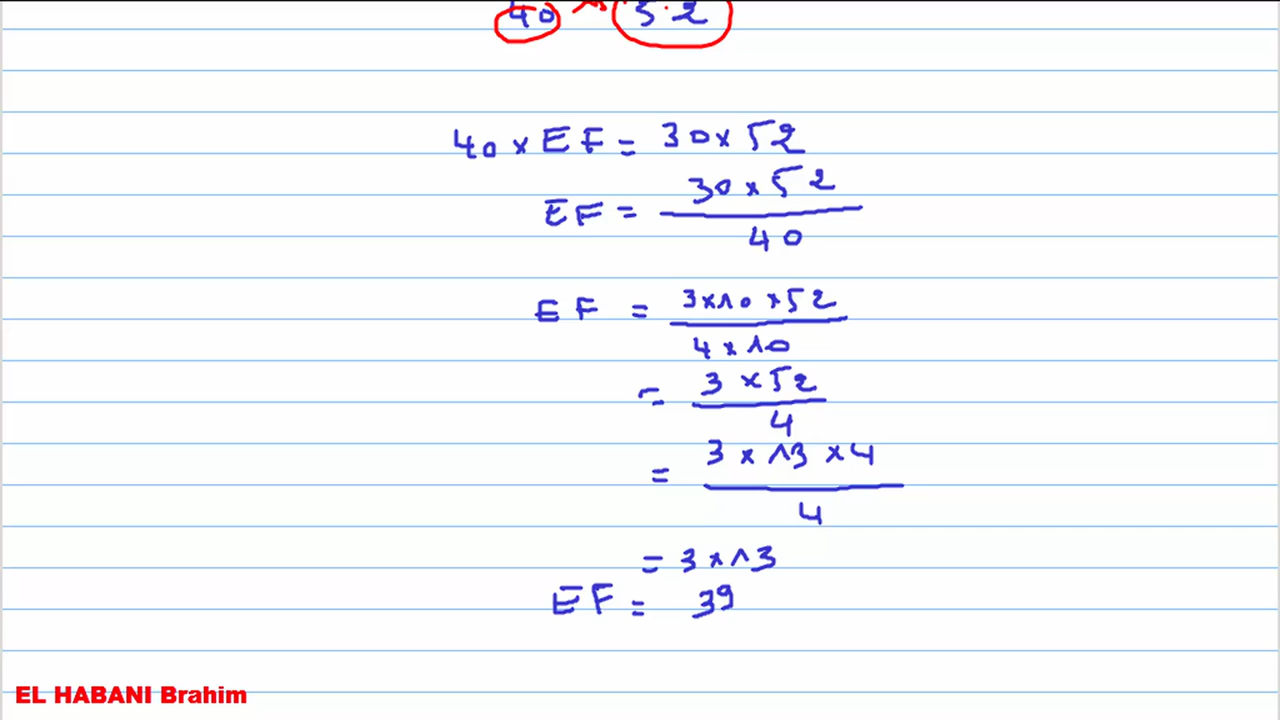 40 52
40 × EF = 30 × 52
30 × 52
EF = ―
40
EF = 3×10×52
4 × 10
= 3 × 52
4
= 3 × 13 × 4
4
= 3 × 13
EF = 39
EL HABANI Brahim